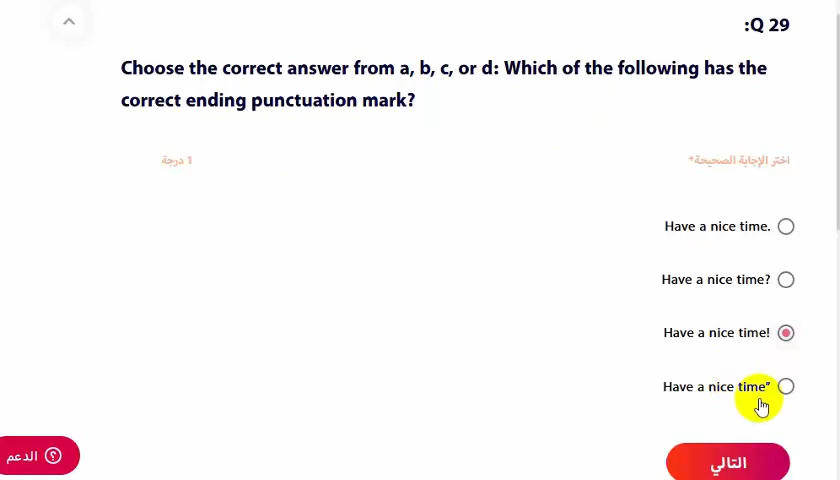 :Q 29
Choose the correct answer from a, b, c, or d: Which of the following has the
correct ending punctuation mark?
اختر الإجابة الصحيحة*
1 درجة
Have a nice time.
Have a nice time?
Have a nice time!
Have a nice time”
الدعم
التالي